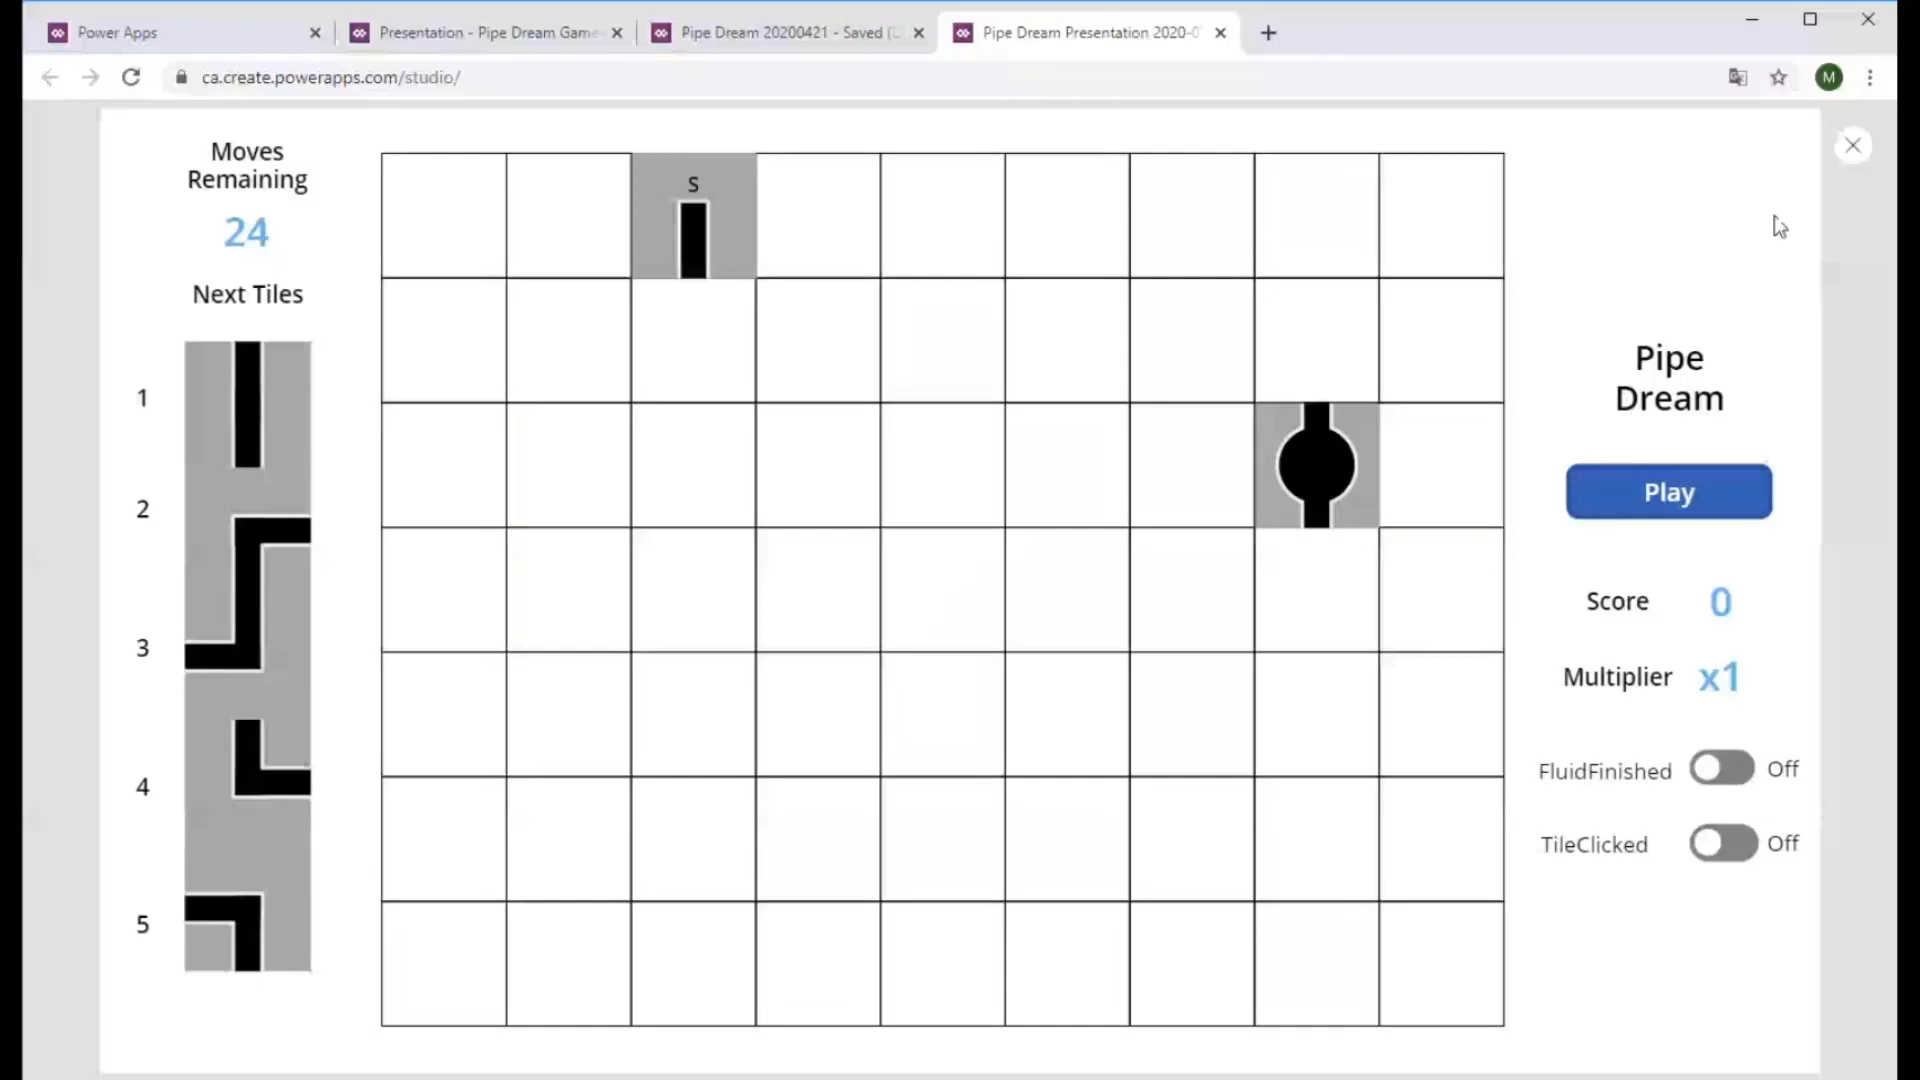 Power Apps
Presentation - Pipe Dream Game
Pipe Dream 20200421 - Saved (
Pipe Dream Presentation 2020-0
ca.create.powerapps.com/studio/
M
Moves
Remaining
24
Next Tiles
1
2
3
4
5
S
Pipe
Dream
Play
Score 0
Multiplier x1
FluidFinished Off
TileClicked Off